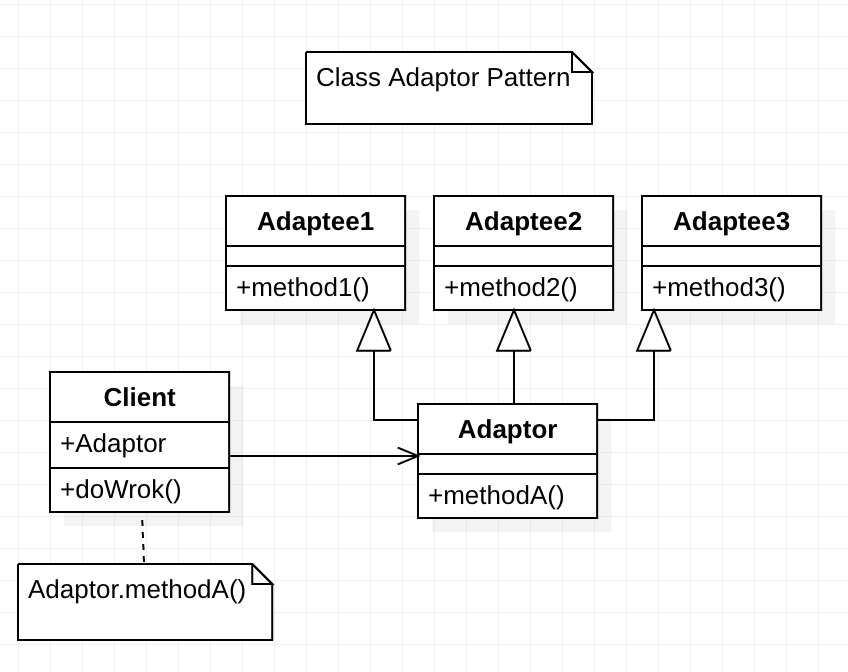 Class Adaptor Pattern
Adaptee1
+method1()
Adaptee2
+method2()
Adaptee3
+method3()
Client
+Adaptor
+doWrok()
Adaptor
+methodA()
Adaptor.methodA()